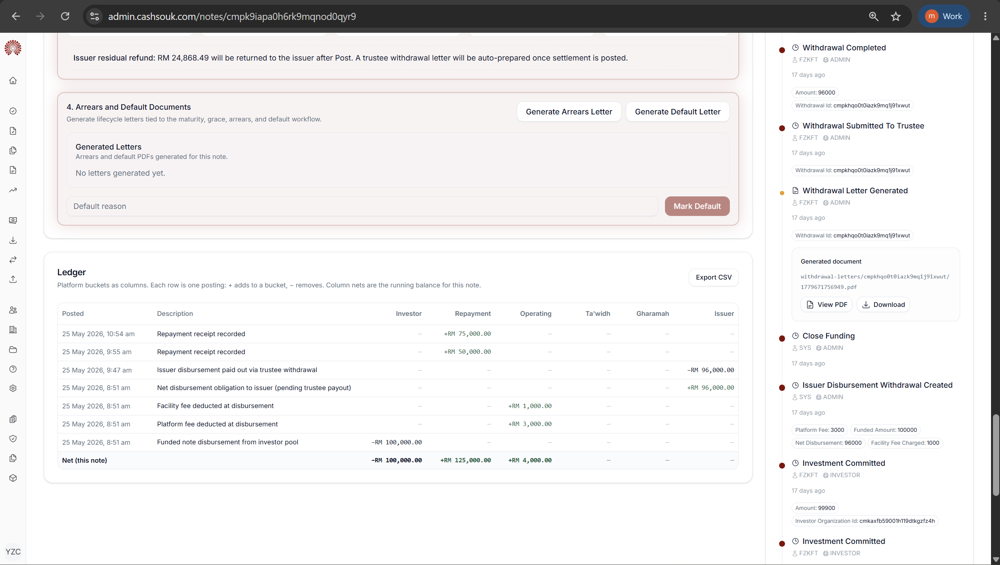 admin.cashsouk.com/notes/cmpk9iapa0h6rk9mqnod0qyr9
m
Work
Issuer residual refund: RM 24,868.49 will be returned to the issuer after Post. A trustee withdrawal letter will be auto-prepared once settlement is posted.
4. Arrears and Default Documents
Generate lifecycle letters tied to the maturity, grace, arrears, and default workflow.
Generate Arrears Letter
Generate Default Letter
Generated Letters
Arrears and default PDFs generated for this note.
No letters generated yet.
Default reason
Mark Default
Ledger
Platform buckets as columns. Each row is one posting: + adds to a bucket, − removes. Column nets are the running balance for this note.
Export CSV
Posted Description Investor Repayment Operating Ta'widh Gharamah Issuer
25 May 2026, 10:54 am Repayment receipt recorded — +RM 75,000.00 — — — —
25 May 2026, 9:55 am Repayment receipt recorded — +RM 50,000.00 — — — —
25 May 2026, 9:47 am Issuer disbursement paid out via trustee withdrawal — — — — — −RM 96,000.00
25 May 2026, 8:51 am Net disbursement obligation to issuer (pending trustee payout) — — — — — +RM 96,000.00
25 May 2026, 8:51 am Facility fee deducted at disbursement — — +RM 1,000.00 — — —
25 May 2026, 8:51 am Platform fee deducted at disbursement — — +RM 3,000.00 — — —
25 May 2026, 8:51 am Funded note disbursement from investor pool −RM 100,000.00 — — — — —
Net (this note) −RM 100,000.00 +RM 125,000.00 +RM 4,000.00 — — —
YZC
Withdrawal Completed
FZKFT ADMIN
17 days ago
Amount: 96000
Withdrawal Id: cmpkhqo0t0iazk9mq1j91xwut
Withdrawal Submitted To Trustee
FZKFT ADMIN
17 days ago
Withdrawal Id: cmpkhqo0t0iazk9mq1j91xwut
Withdrawal Letter Generated
FZKFT ADMIN
17 days ago
Withdrawal Id: cmpkhqo0t0iazk9mq1j91xwut
Generated document
withdrawal-letters/cmpkhqo0t0iazk9mq1j91xwut/
1779671756949.pdf
View PDF
Download
Close Funding
SYS ADMIN
17 days ago
Issuer Disbursement Withdrawal Created
SYS ADMIN
17 days ago
Platform Fee: 3000 Funded Amount: 100000
Net Disbursement: 96000 Facility Fee Charged: 1000
Investment Committed
FZKFT INVESTOR
17 days ago
Amount: 99900
Investor Organization Id: cmkaxfb59001h119dtkgzfz4h
Investment Committed
FZKFT INVESTOR